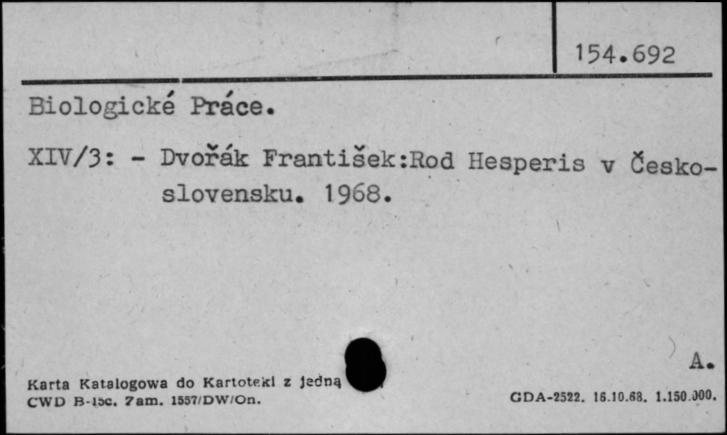 154.692
Biologické Práce.
XIV/3: - Dvořák František:Rod Hesperis v Česko-
slovensku. 1968.
A.
Karta Katalogowa do Kartoteki z jedną
CWD B-15c. Zam. 1557/DW/On.
GDA-2522. 16.10.68. 1.150.000.